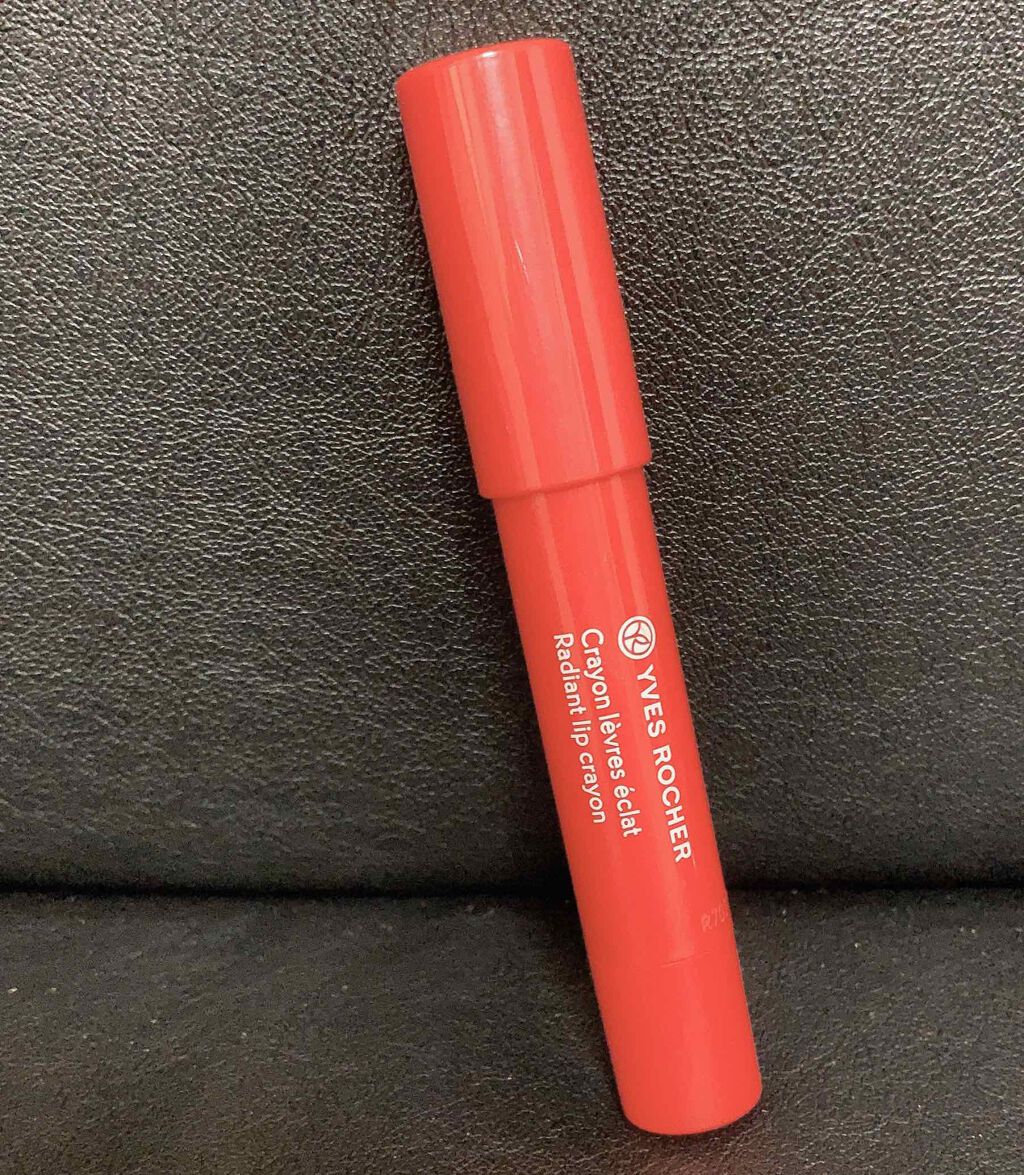 YVES ROCHER
Crayon lèvres éclat
Radiant lip crayon